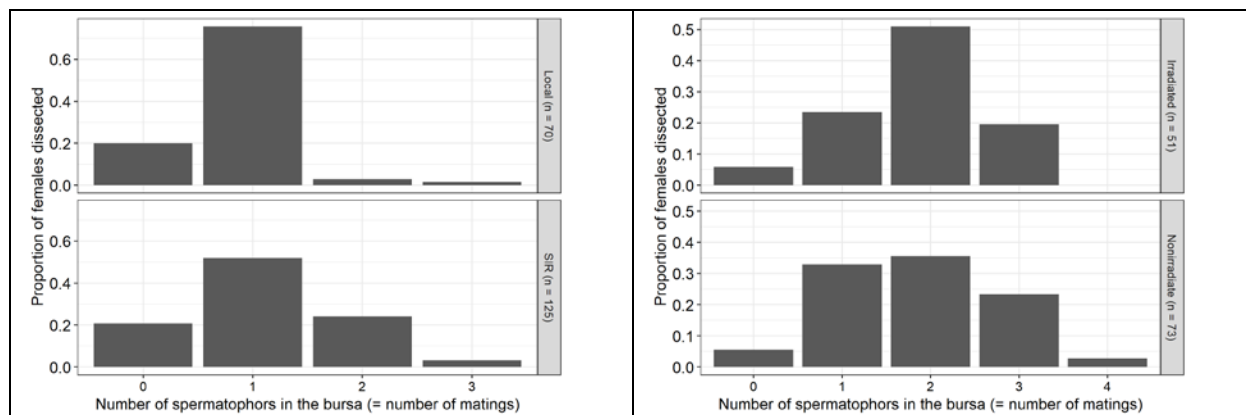 Proportion of females dissected
0.6
0.4
0.2
0.0
Local (n = 70)
0.6
0.4
0.2
0.0
SIR (n = 125)
0 1 2 3
Number of spermatophors in the bursa (= number of matings)
Proportion of females dissected
0.5
0.4
0.3
0.2
0.1
0.0
Irradiated (n = 51)
0.5
0.4
0.3
0.2
0.1
0.0
Nonirradiate (n = 73)
0 1 2 3 4
Number of spermatophors in the bursa (= number of matings)